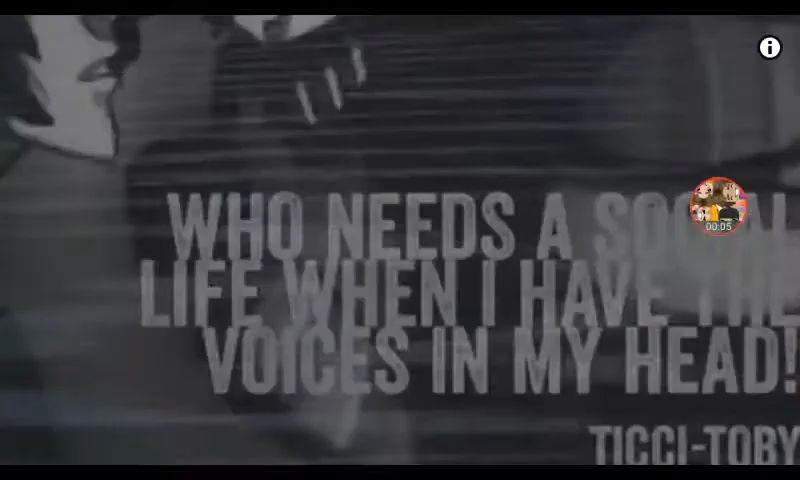 WHO NEEDS A SOCIAL
LIFE WHEN I HAVE THE
VOICES IN MY HEAD!
TICCI-TOBY
00:05